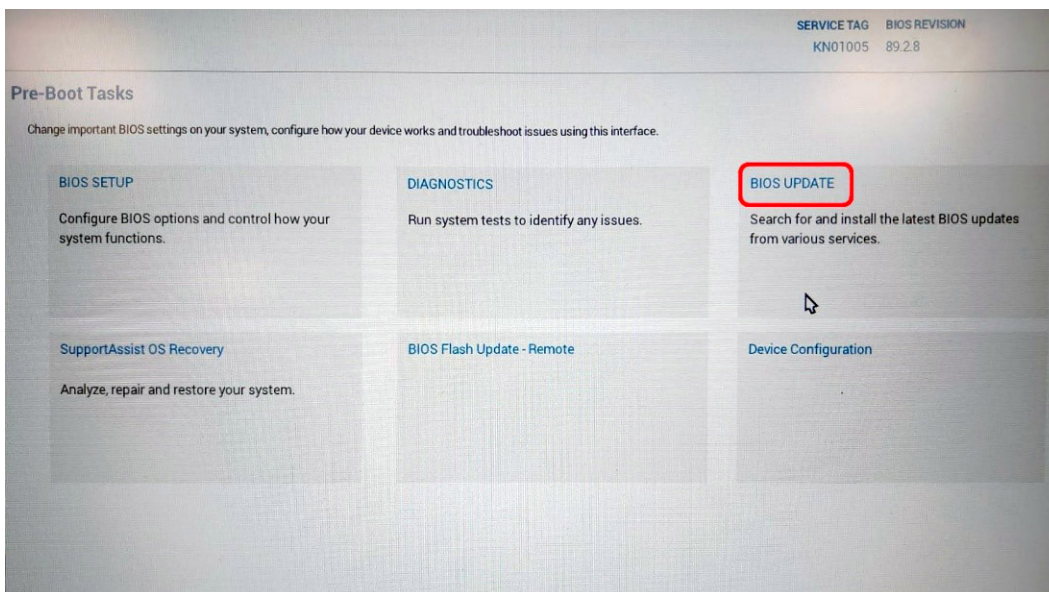 SERVICE TAG BIOS REVISION
KN01005 89.2.8
Pre-Boot Tasks
Change important BIOS settings on your system, configure how your device works and troubleshoot issues using this interface.
BIOS SETUP
Configure BIOS options and control how your
system functions.
DIAGNOSTICS
Run system tests to identify any issues.
BIOS UPDATE
Search for and install the latest BIOS updates
from various services.
SupportAssist OS Recovery
Analyze, repair and restore your system.
BIOS Flash Update - Remote
Device Configuration